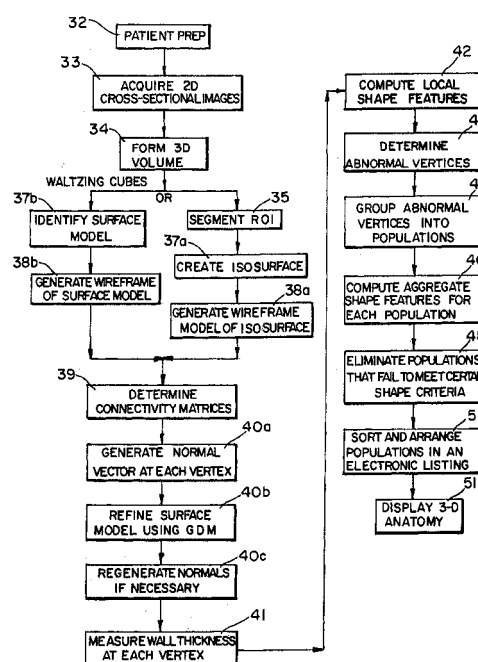 32
PATIENT PREP
33
ACQUIRE 2D
CROSS-SECTIONAL IMAGES
34
FORM 3D
VOLUME
WALTZING CUBES
OR
37b
IDENTIFY SURFACE
MODEL
35
SEGMENT ROI
37a
CREATE ISOSURFACE
38b
GENERATE WIREFRAME
OF SURFACE MODEL
38a
GENERATE WIREFRAME
MODEL OF ISOSURFACE
39
DETERMINE
CONNECTIVITY MATRICES
40a
GENERATE NORMAL
VECTOR AT EACH VERTEX
40b
REFINE SURFACE
MODEL USING GDM
40c
REGENERATE NORMALS
IF NECESSARY
41
MEASURE WALL THICKNESS
AT EACH VERTEX
42
COMPUTE LOCAL
SHAPE FEATURES
DETERMINE
ABNORMAL VERTICES
GROUP ABNORMAL
VERTICES INTO
POPULATIONS
COMPUTE AGGREGATE
SHAPE FEATURES FOR
EACH POPULATION
ELIMINATE POPULATIONS
THAT FAIL TO MEET CERTAIN
SHAPE CRITERIA
SORT AND ARRANGE
POPULATIONS IN AN
ELECTRONIC LISTING
51
DISPLAY 3-D
ANATOMY